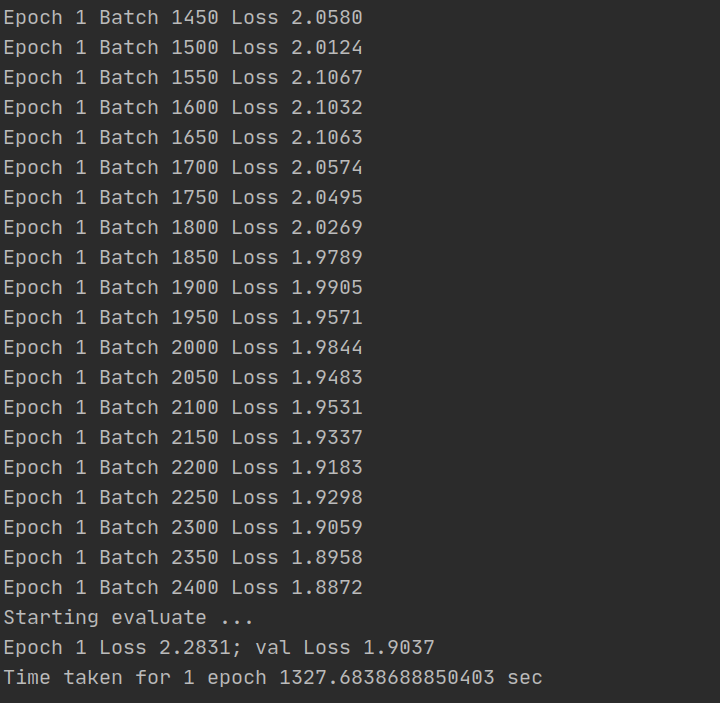 Epoch 1 Batch 1450 Loss 2.0580
Epoch 1 Batch 1500 Loss 2.0124
Epoch 1 Batch 1550 Loss 2.1067
Epoch 1 Batch 1600 Loss 2.1032
Epoch 1 Batch 1650 Loss 2.1063
Epoch 1 Batch 1700 Loss 2.0574
Epoch 1 Batch 1750 Loss 2.0495
Epoch 1 Batch 1800 Loss 2.0269
Epoch 1 Batch 1850 Loss 1.9789
Epoch 1 Batch 1900 Loss 1.9905
Epoch 1 Batch 1950 Loss 1.9571
Epoch 1 Batch 2000 Loss 1.9844
Epoch 1 Batch 2050 Loss 1.9483
Epoch 1 Batch 2100 Loss 1.9531
Epoch 1 Batch 2150 Loss 1.9337
Epoch 1 Batch 2200 Loss 1.9183
Epoch 1 Batch 2250 Loss 1.9298
Epoch 1 Batch 2300 Loss 1.9059
Epoch 1 Batch 2350 Loss 1.8958
Epoch 1 Batch 2400 Loss 1.8872
Starting evaluate ...
Epoch 1 Loss 2.2831; val Loss 1.9037
Time taken for 1 epoch 1327.6838688850403 sec